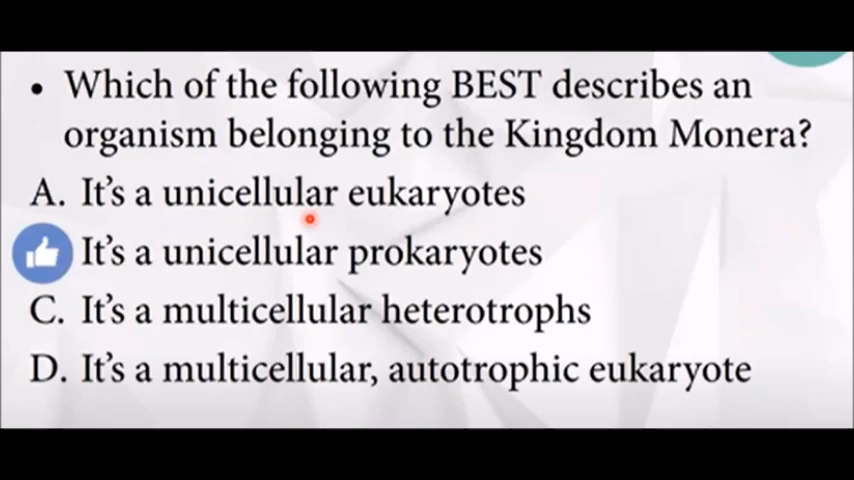 • Which of the following BEST describes an
organism belonging to the Kingdom Monera?
A. It's a unicellular eukaryotes
It's a unicellular prokaryotes
C. It's a multicellular heterotrophs
D. It's a multicellular, autotrophic eukaryote